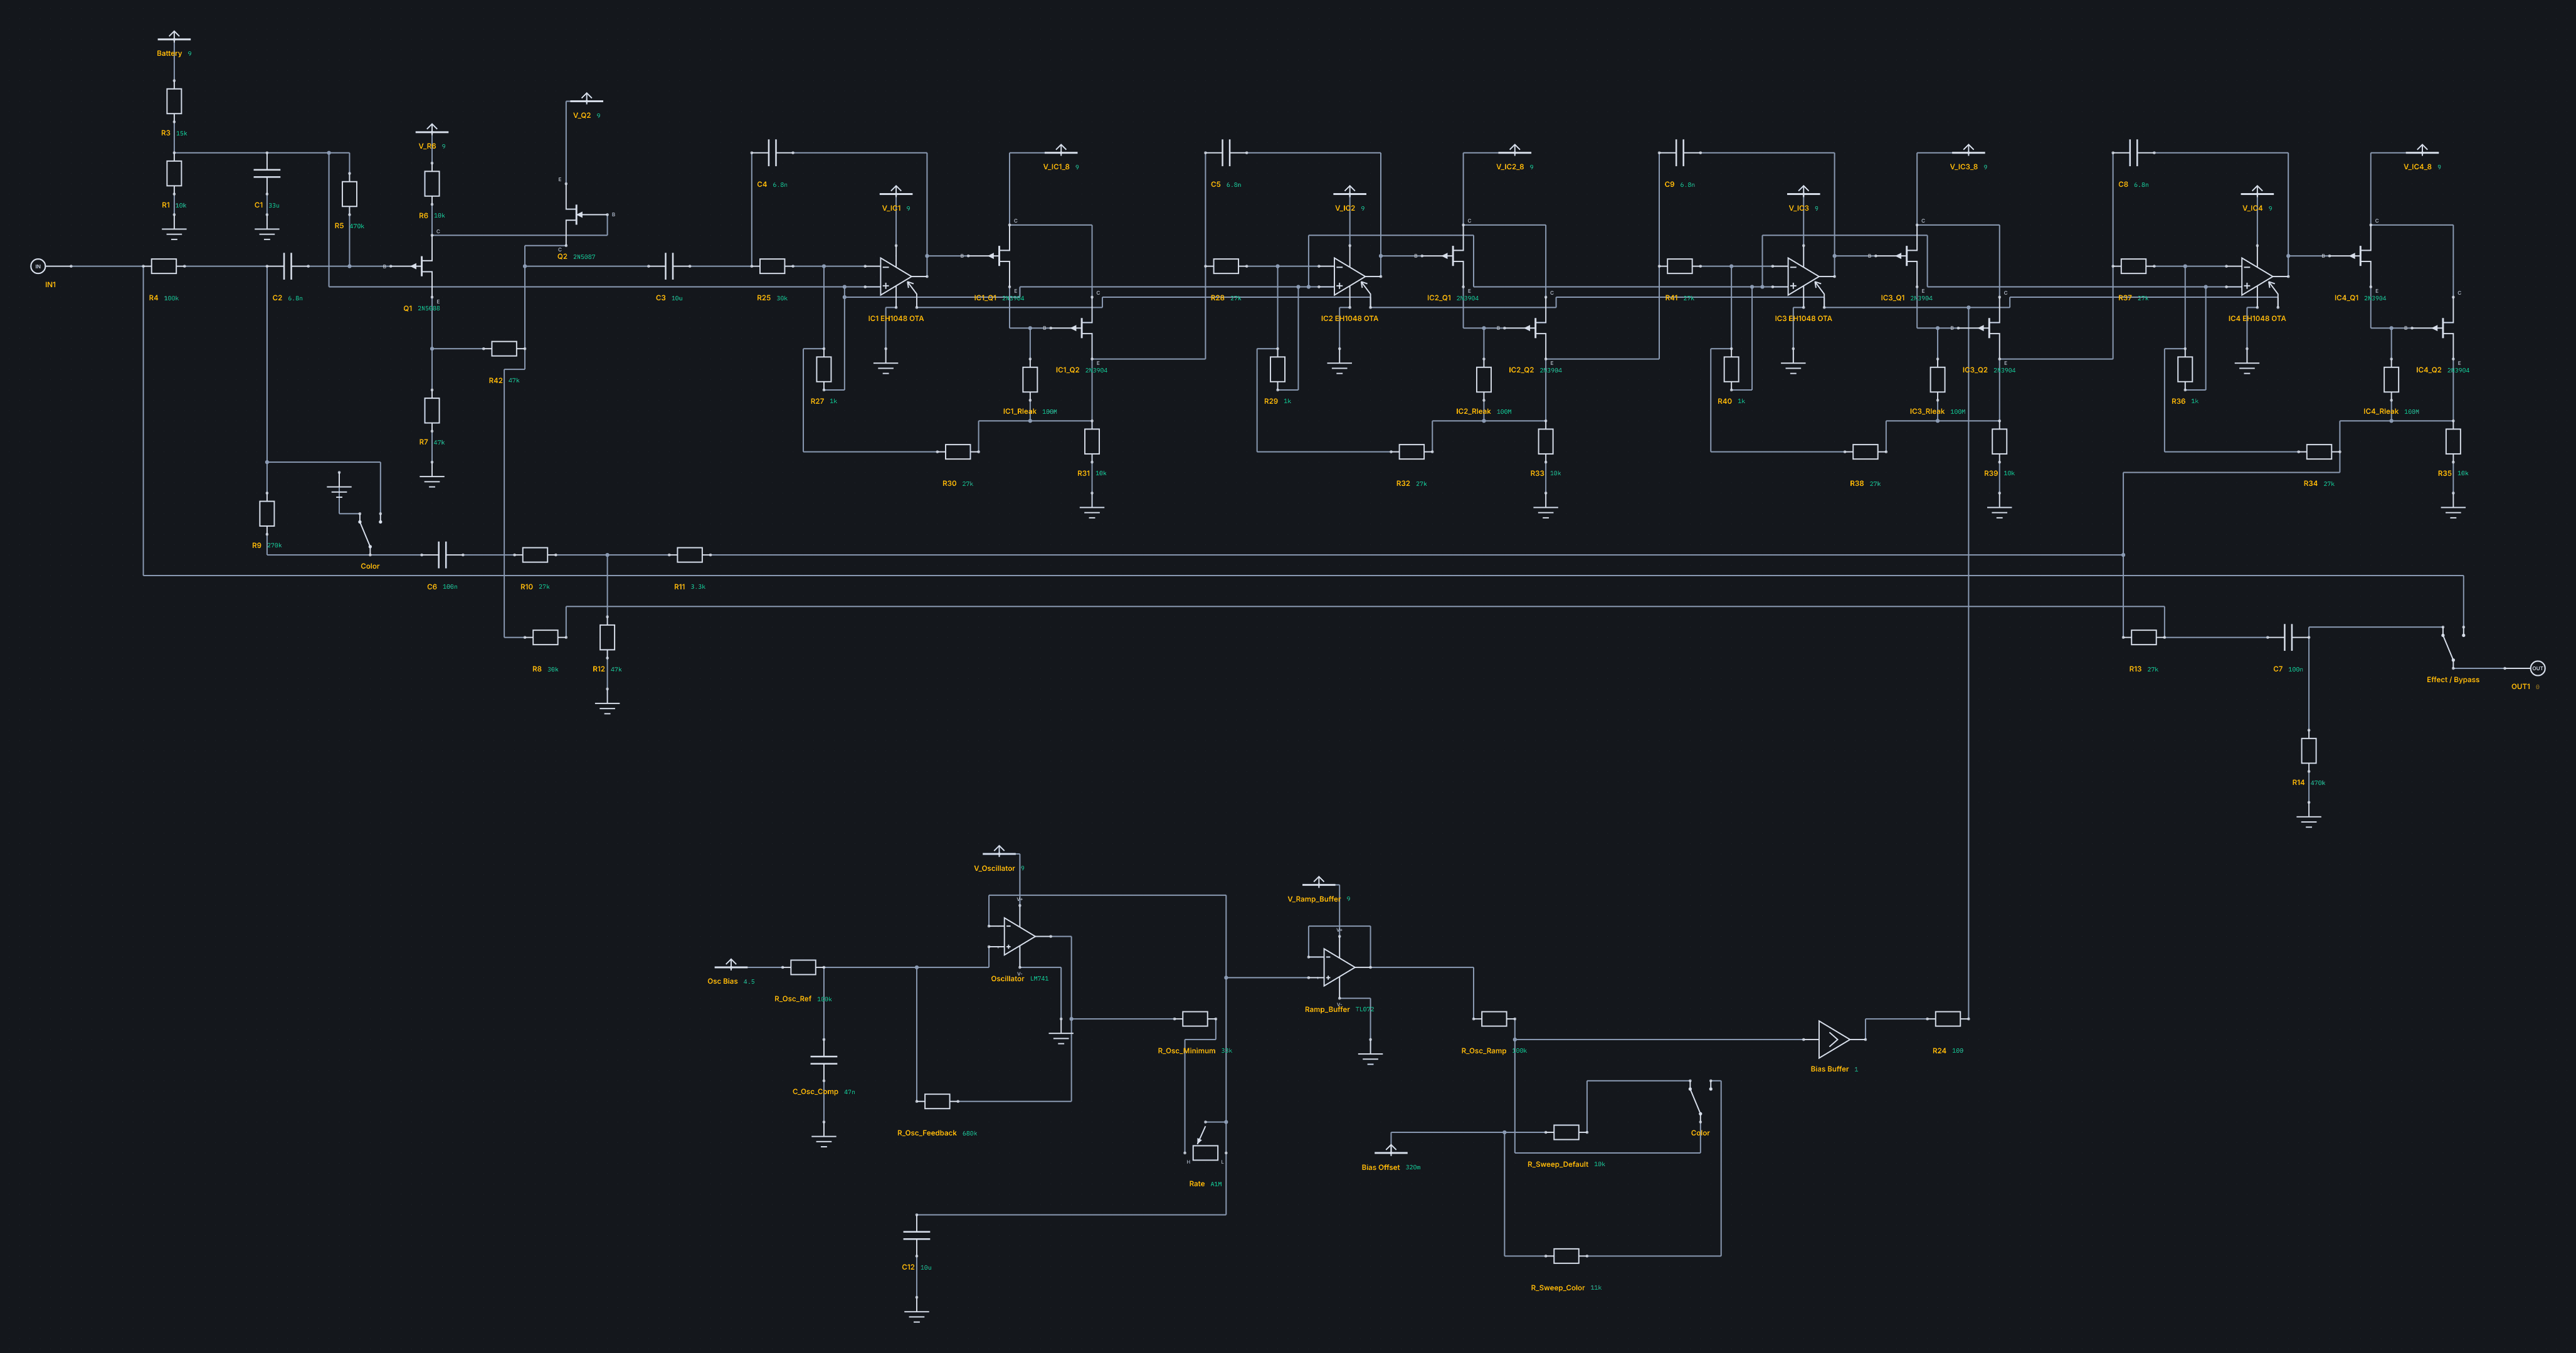 Battery 9
R3 15k
R1 10k
C1 33u
R5 470k
V_R6 9
R6 10k
V_Q2 9
E
B
C
Q2 2N5087
C
B
E
Q1 2N5088
IN
IN1
R4 100k
C2 6.8n
R42 47k
R7 47k
R9 270k
Color
C6 100n
R10 27k
R11 3.3k
R8 36k
R12 47k
C3 10u
C4 6.8n
R25 30k
V_IC1 9
IC1 EH1048 OTA
R27 1k
R30 27k
V_IC1_8 9
C
B
E
IC1_Q1 2N3904
C
B
E
IC1_Q2 2N3904
IC1_Rleak 100M
R31 10k
C5 6.8n
R28 27k
V_IC2 9
IC2 EH1048 OTA
R29 1k
R32 27k
V_IC2_8 9
C
B
E
IC2_Q1 2N3904
C
B
E
IC2_Q2 2N3904
IC2_Rleak 100M
R33 10k
C9 6.8n
R41 27k
V_IC3 9
IC3 EH1048 OTA
R40 1k
R38 27k
V_IC3_8 9
C
B
E
IC3_Q1 2N3904
C
B
E
IC3_Q2 2N3904
IC3_Rleak 100M
R39 10k
C8 6.8n
R37 27k
V_IC4 9
IC4 EH1048 OTA
R36 1k
R34 27k
V_IC4_8 9
C
B
E
IC4_Q1 2N3904
C
B
E
IC4_Q2 2N3904
IC4_Rleak 100M
R35 10k
R13 27k
C7 100n
Effect / Bypass
OUT
OUT1 0
R14 470k
V_Oscillator 9
V+
V-
Oscillator LM741
Osc Bias 4.5
R_Osc_Ref 100k
C_Osc_Comp 47n
R_Osc_Feedback 680k
R_Osc_Minimum
H
L
Rate A1M
C12 10u
V_Ramp_Buffer 9
V+
V-
Ramp_Buffer TL072
R_Osc_Ramp 100k
Bias Buffer 1
R24 100
Bias Offset 320m
R_Sweep_Default 18k
Color
R_Sweep_Color 11k